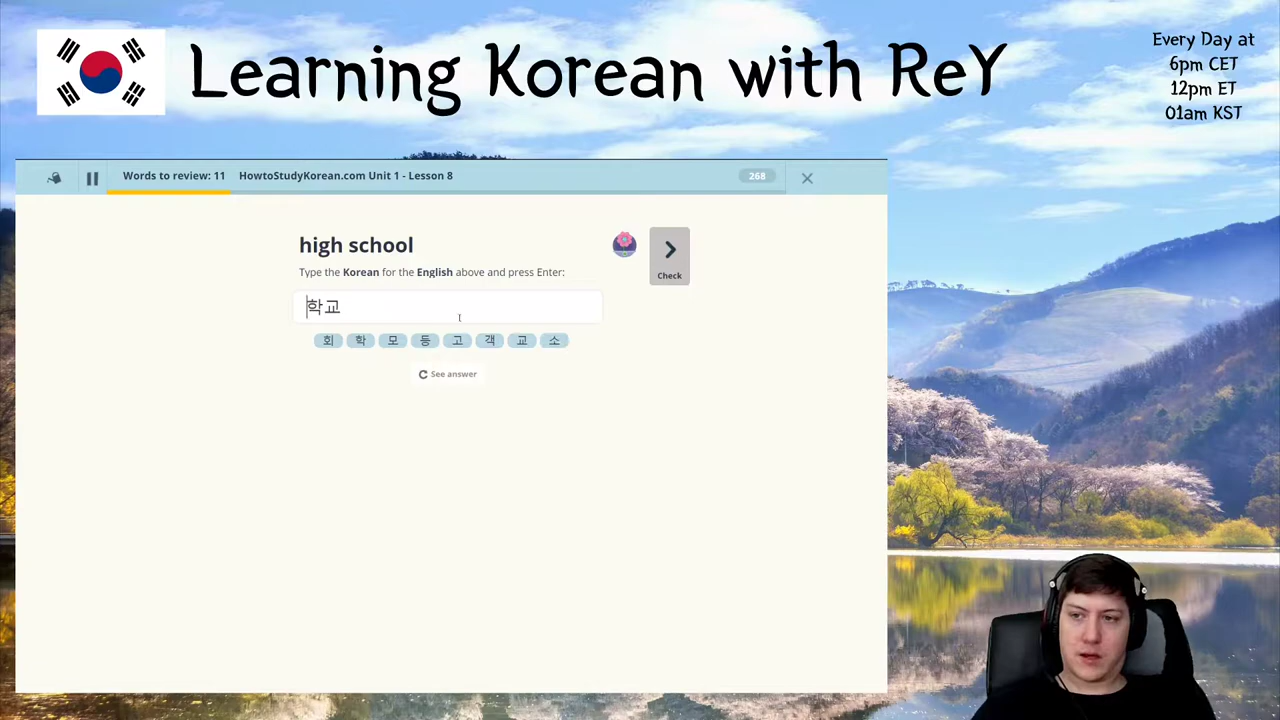 Learning Korean with ReY
Every Day at
6pm CET
12pm ET
01am KST
Words to review: 11
HowtoStudyKorean.com Unit 1 - Lesson 8
268
high school
Check
Type the Korean for the English above and press Enter:
학교
회 학 모 등 고 객 교 소
See answer